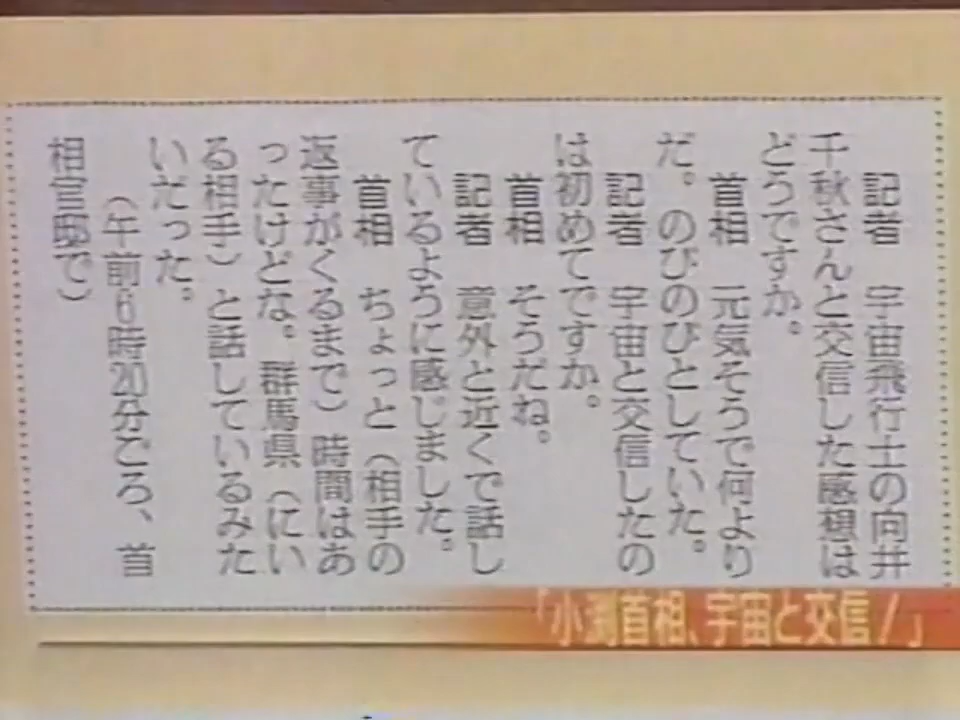 記者　宇宙飛行士の向井
千秋さんと交信した感想は
どうですか。
首相　元気そうで何より
だ。のびのびとしていた。
記者　宇宙と交信したの
は初めてですか。
首相　そうだね。
記者　意外と近くで話し
ているように感じました。
首相　ちょっと（相手の
返事がくるまで）時間はあ
ったけどな。群馬県（にい
る相手）と話しているみた
いだった。
（午前6時20分ごろ、首
相官邸で）
「小渕首相、宇宙と交信！」